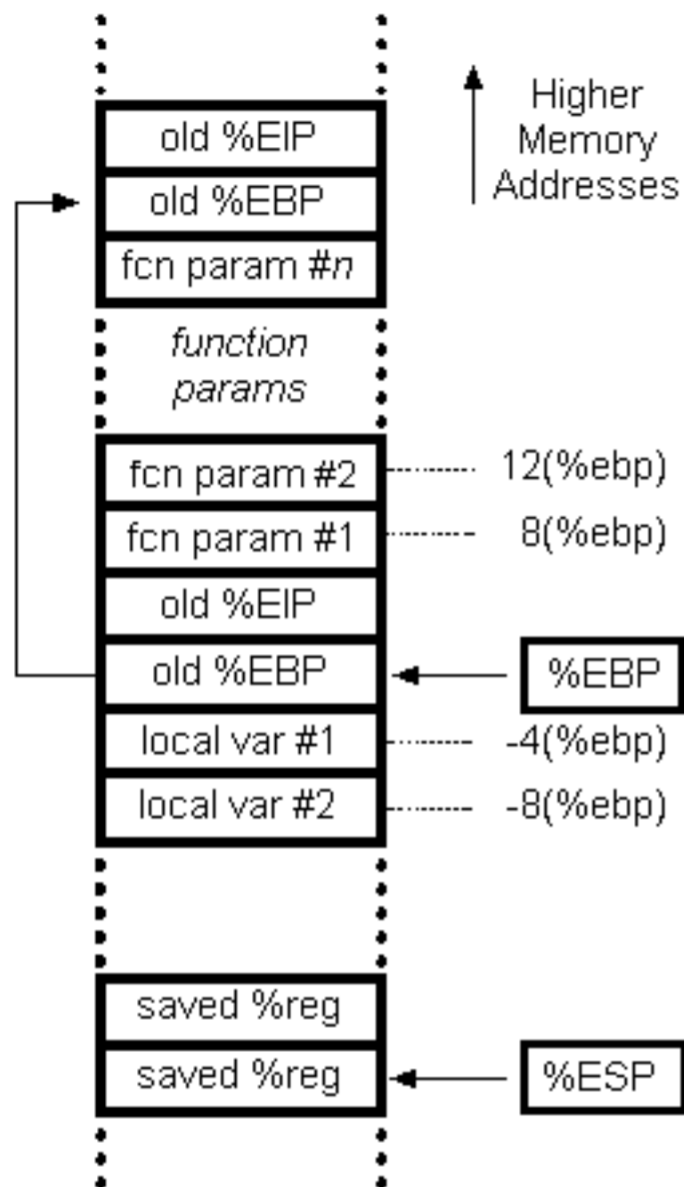 old %EIP
Higher
Memory
Addresses
old %EBP
fcn param #n
function
params
fcn param #2
12(%ebp)
fcn param #1
8(%ebp)
old %EIP
old %EBP
%EBP
local var #1
-4(%ebp)
local var #2
-8(%ebp)
saved %reg
saved %reg
%ESP